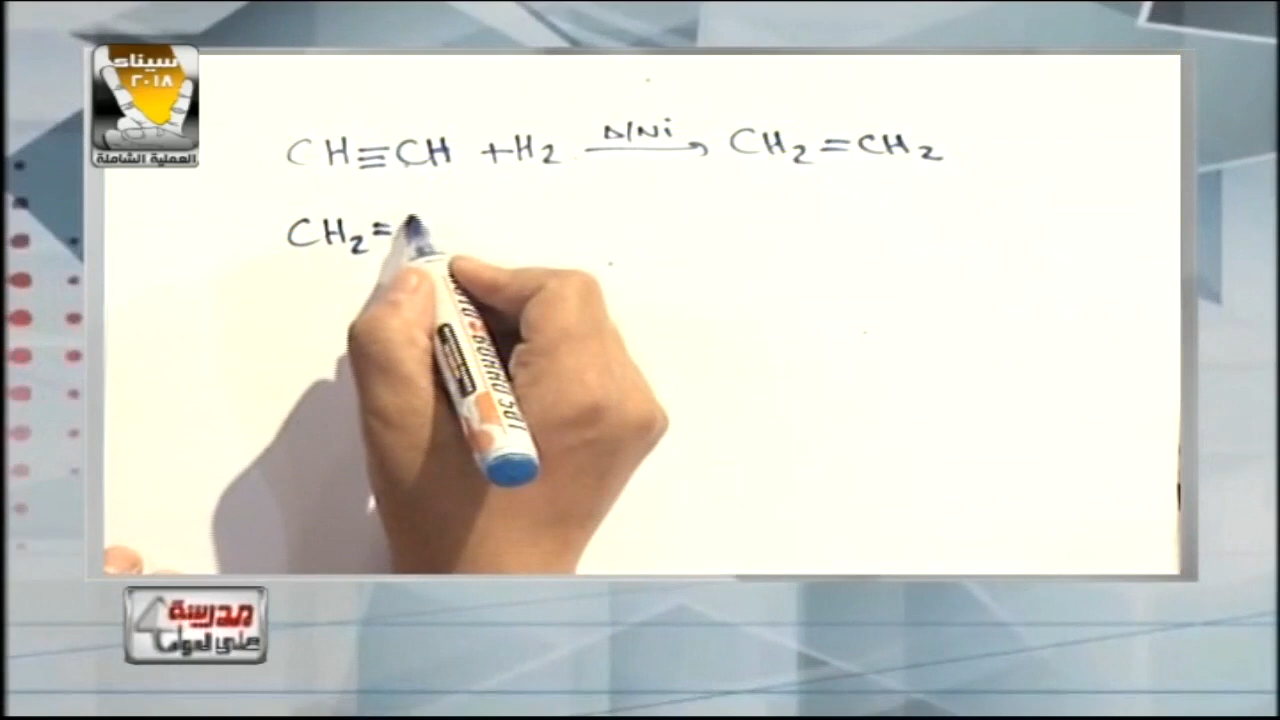 سيناء
٢٠١٨
العملية الشاملة
CH≡CH +H₂ →(Δ/Ni) CH₂=CH₂
CH₂=
مدرسة
على الهواء